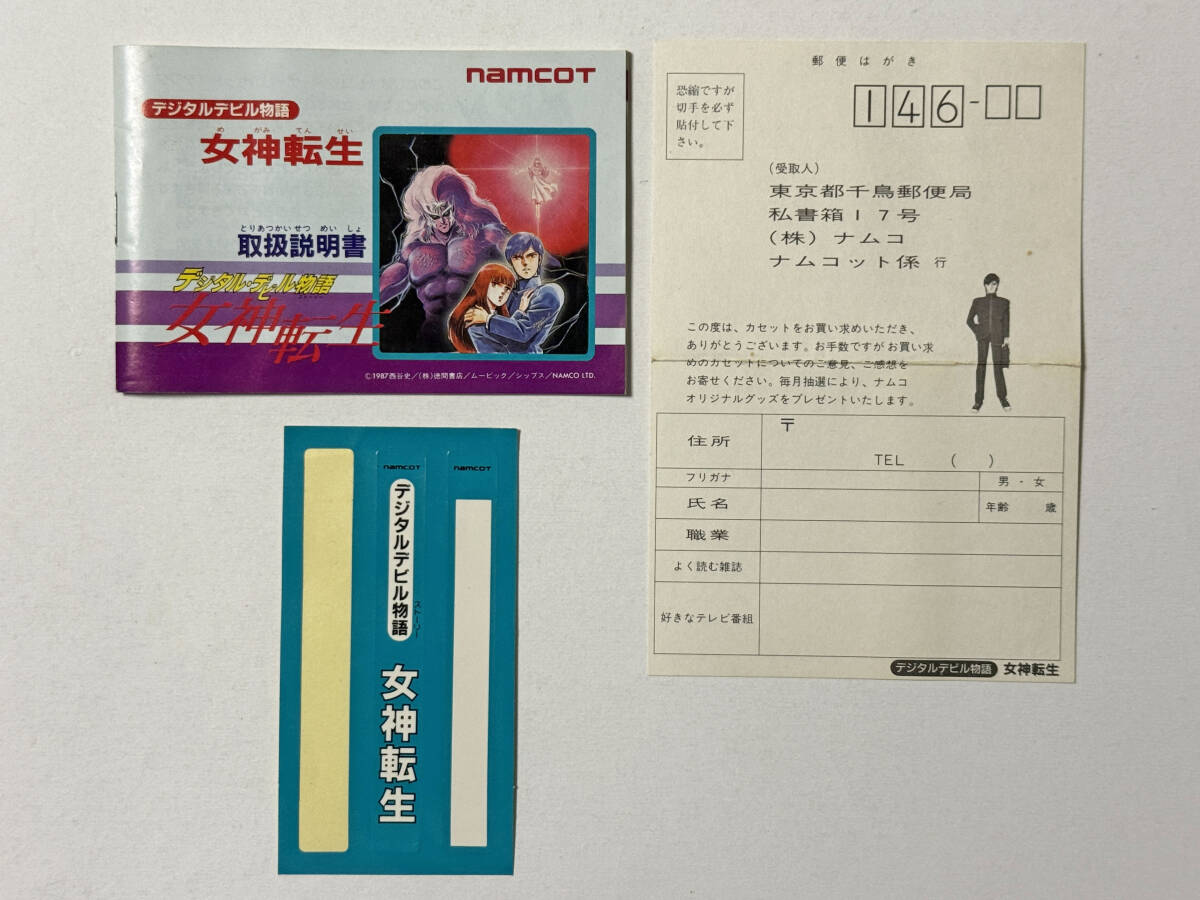 namcoT
デジタルデビル物語
め がみ てん せい
女神転生
とりあつかいせつ めい しょ
取扱説明書
デジタル・デビル物語
ストーリー
女神転生
©1987西谷史/(株)徳間書店/ムービック/シップス/NAMCO LTD.
郵便はがき
恐縮ですが
切手を必ず
貼付して下
さい。
146-□□
(受取人)
東京都千鳥郵便局
私書箱17号
(株)ナムコ
ナムコット係 行
この度は、カセットをお買い求めいただき、
ありがとうございます。お手数ですがお買い求
めのカセットについてのご意見、ご感想を
お寄せください。毎月抽選により、ナムコ
オリジナルグッズをプレゼントいたします。
住所
〒
TEL ( )
フリガナ
男・女
氏名
年齢 歳
職業
よく読む雑誌
好きなテレビ番組
デジタルデビル物語 女神転生
namcoT
namcoT
デジタルデビル物語
ストーリー
女神転生